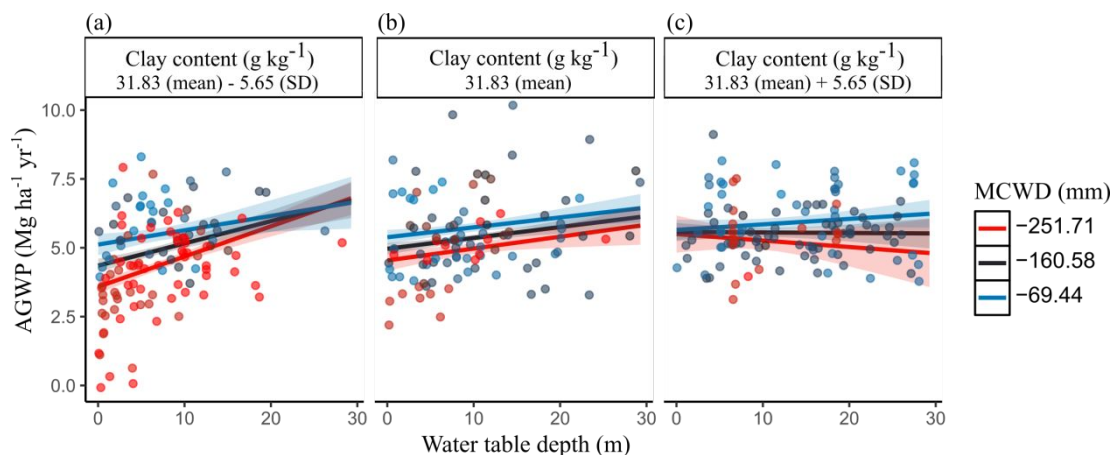 (a)
(b)
(c)
Clay content (g kg⁻¹)
31.83 (mean) - 5.65 (SD)
Clay content (g kg⁻¹)
31.83 (mean)
Clay content (g kg⁻¹)
31.83 (mean) + 5.65 (SD)
AGWP (Mg ha⁻¹ yr⁻¹)
10.0
7.5
5.0
2.5
0.0
0 10 20 30
0 10 20 30
0 10 20 30
Water table depth (m)
MCWD (mm)
−251.71
−160.58
−69.44